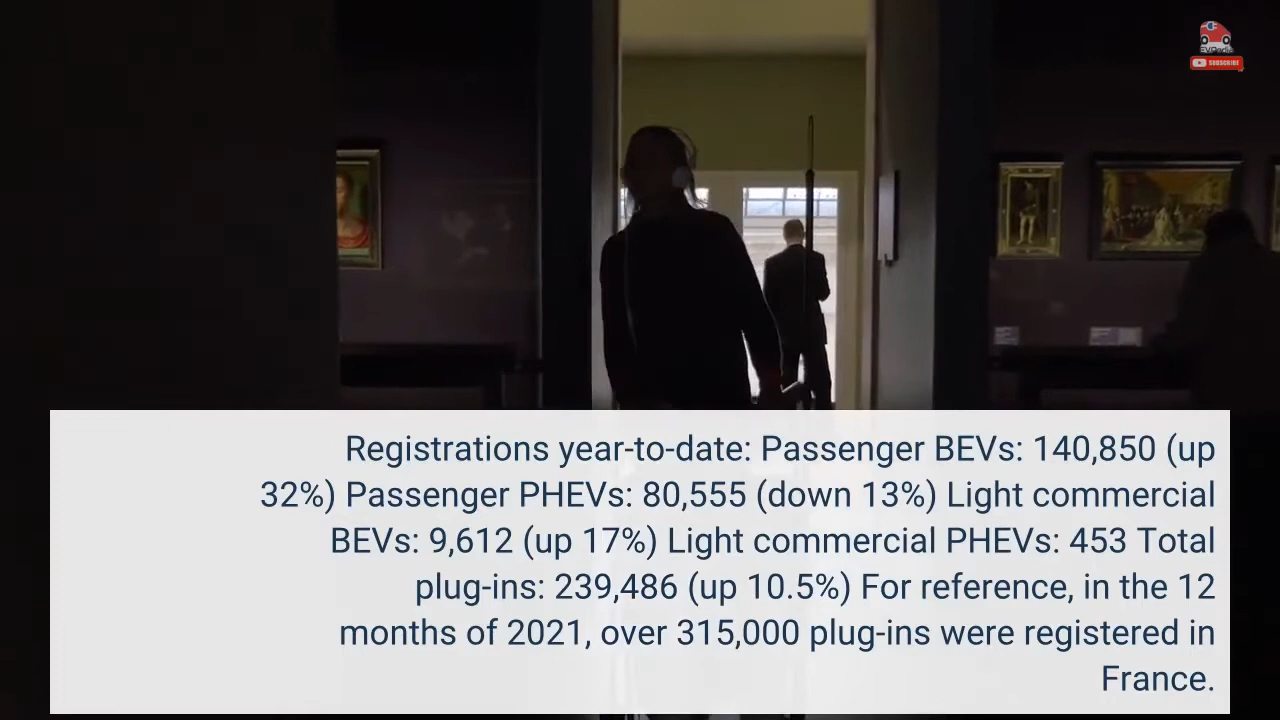 EVPedia
SUBSCRIBE
Registrations year-to-date: Passenger BEVs: 140,850 (up
32%) Passenger PHEVs: 80,555 (down 13%) Light commercial
BEVs: 9,612 (up 17%) Light commercial PHEVs: 453 Total
plug-ins: 239,486 (up 10.5%) For reference, in the 12
months of 2021, over 315,000 plug-ins were registered in
France.